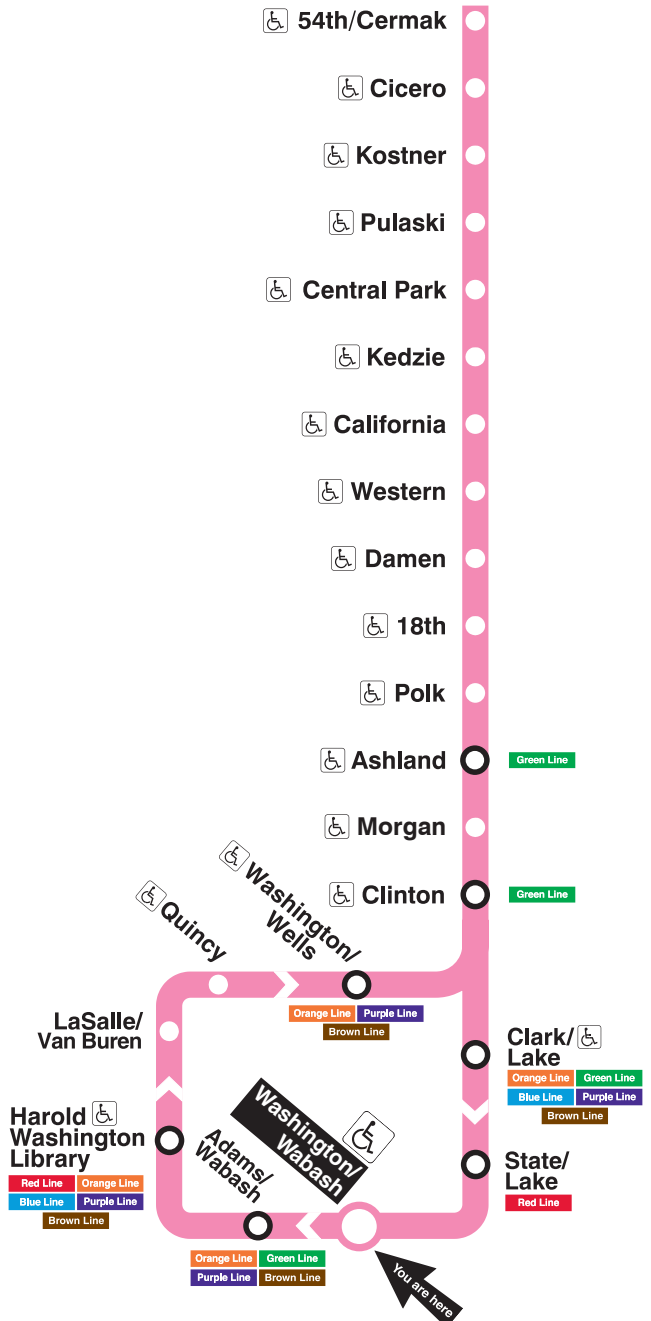 54th/Cermak
Cicero
Kostner
Pulaski
Central Park
Kedzie
California
Western
Damen
18th
Polk
Ashland
Green Line
Morgan
Clinton
Green Line
Washington/
Wells
Orange Line Purple Line
Brown Line
Quincy
LaSalle/
Van Buren
Clark/
Lake
Orange Line Green Line
Blue Line Purple Line
Brown Line
Harold
Washington
Library
Red Line Orange Line
Blue Line Purple Line
Brown Line
Adams/
Wabash
Orange Line Green Line
Purple Line Brown Line
Washington/
Wabash
State/
Lake
Red Line
You are here